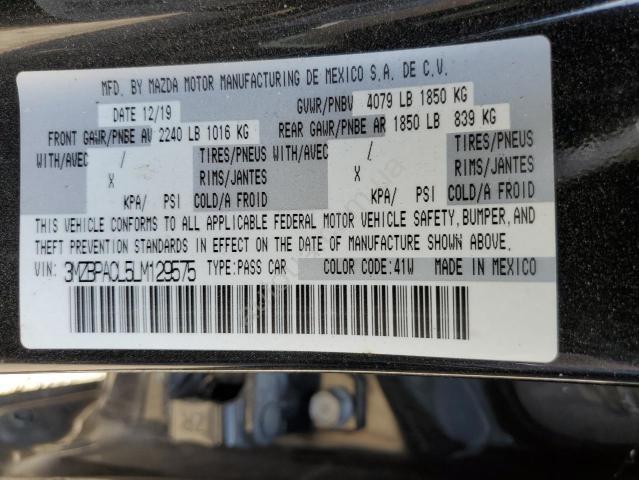 MFD. BY MAZDA MOTOR MANUFACTURING DE MEXICO S.A. DE C.V.
DATE 12/19 GVWR/PNBV 4079 LB 1850 KG
FRONT GAWR/PNBE AV 2240 LB 1016 KG REAR GAWR/PNBE AR 1850 LB 839 KG
WITH/AVEC / TIRES/PNEUS WITH/AVEC / TIRES/PNEUS
X RIMS/JANTES X RIMS/JANTES
KPA/ PSI COLD/A FROID KPA/ PSI COLD/A FROID
THIS VEHICLE CONFORMS TO ALL APPLICABLE FEDERAL MOTOR VEHICLE SAFETY, BUMPER, AND
THEFT PREVENTION STANDARDS IN EFFECT ON THE DATE OF MANUFACTURE SHOWN ABOVE.
VIN: 3MZBPACL5LM129575 TYPE:PASS CAR COLOR CODE:41W MADE IN MEXICO